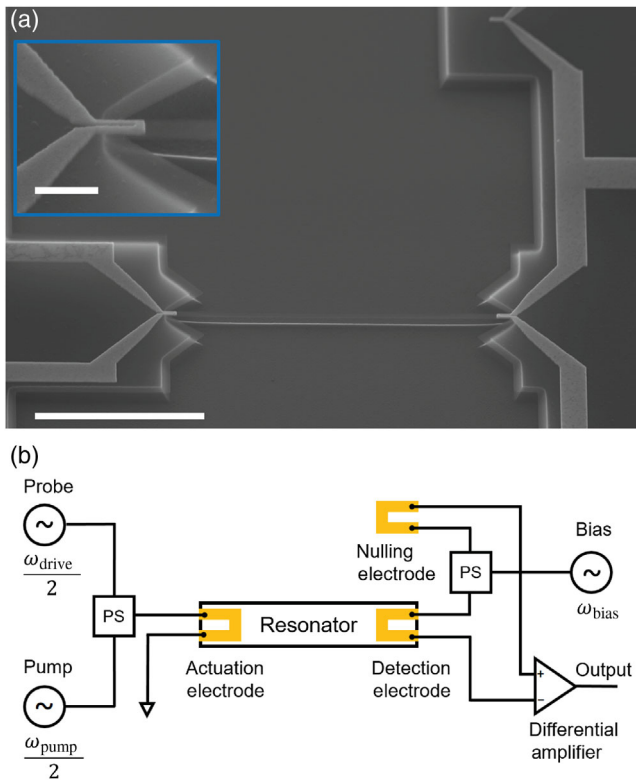 (a)
(b)
Probe
ω_drive
2
PS
Pump
ω_pump
2
Resonator
Actuation
electrode
Nulling
electrode
PS
Bias
ω_bias
Detection
electrode
+
−
Output
Differential
amplifier